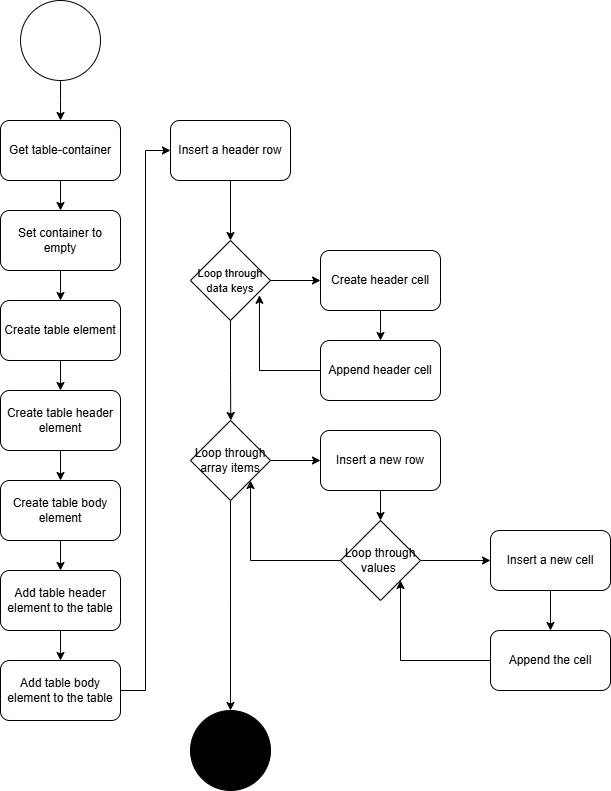 Get table-container
Set container to
empty
Create table element
Create table header
element
Create table body
element
Add table header
element to the table
Add table body
element to the table
Insert a header row
Loop through
data keys
Create header cell
Append header cell
Loop through
array items
Insert a new row
Loop through
values
Insert a new cell
Append the cell